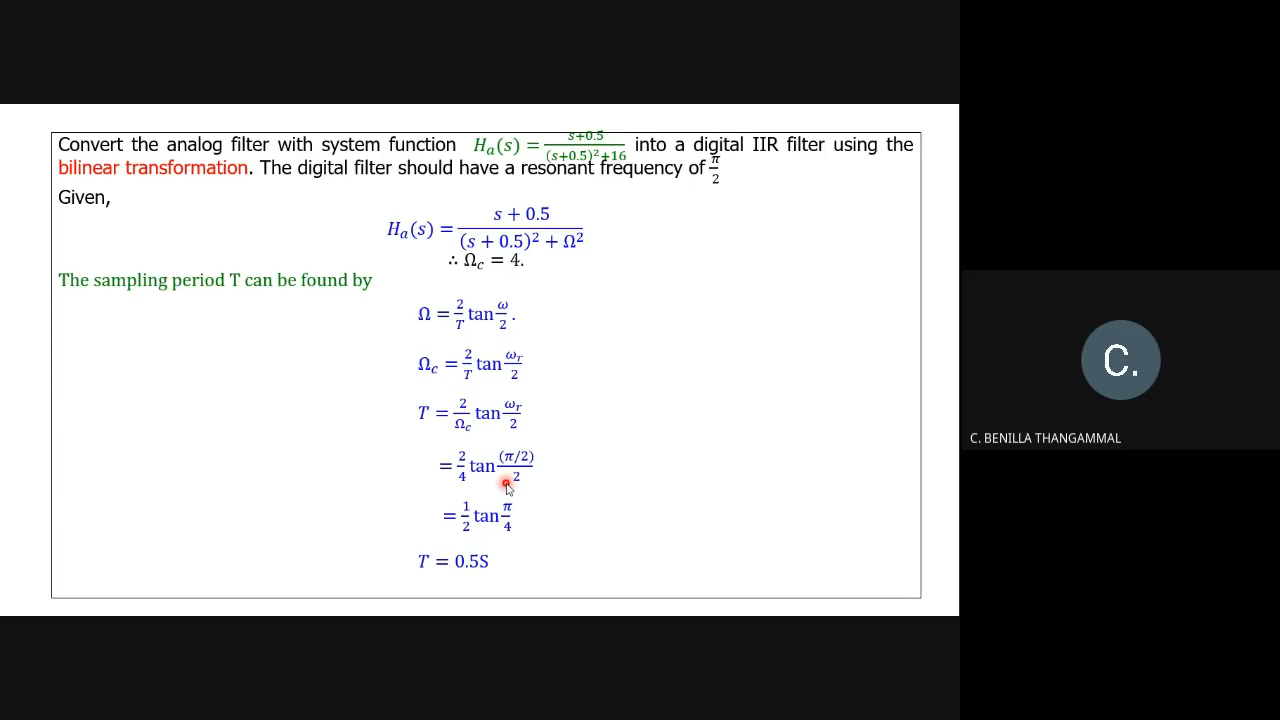 Convert the analog filter with system function Hₐ(s) = (s+0.5)/((s+0.5)²+16) into a digital IIR filter using the
bilinear transformation. The digital filter should have a resonant frequency of π/2
Given,
Hₐ(s) = (s + 0.5)/((s + 0.5)² + Ω²)
∴ Ω_c = 4.
The sampling period T can be found by
Ω = 2/T tan ω/2 .
Ω_c = 2/T tan ω_r/2
T = 2/Ω_c tan ω_r/2
= 2/4 tan (π/2)/2
= 1/2 tan π/4
T = 0.5S
C.
C. BENILLA THANGAMMAL